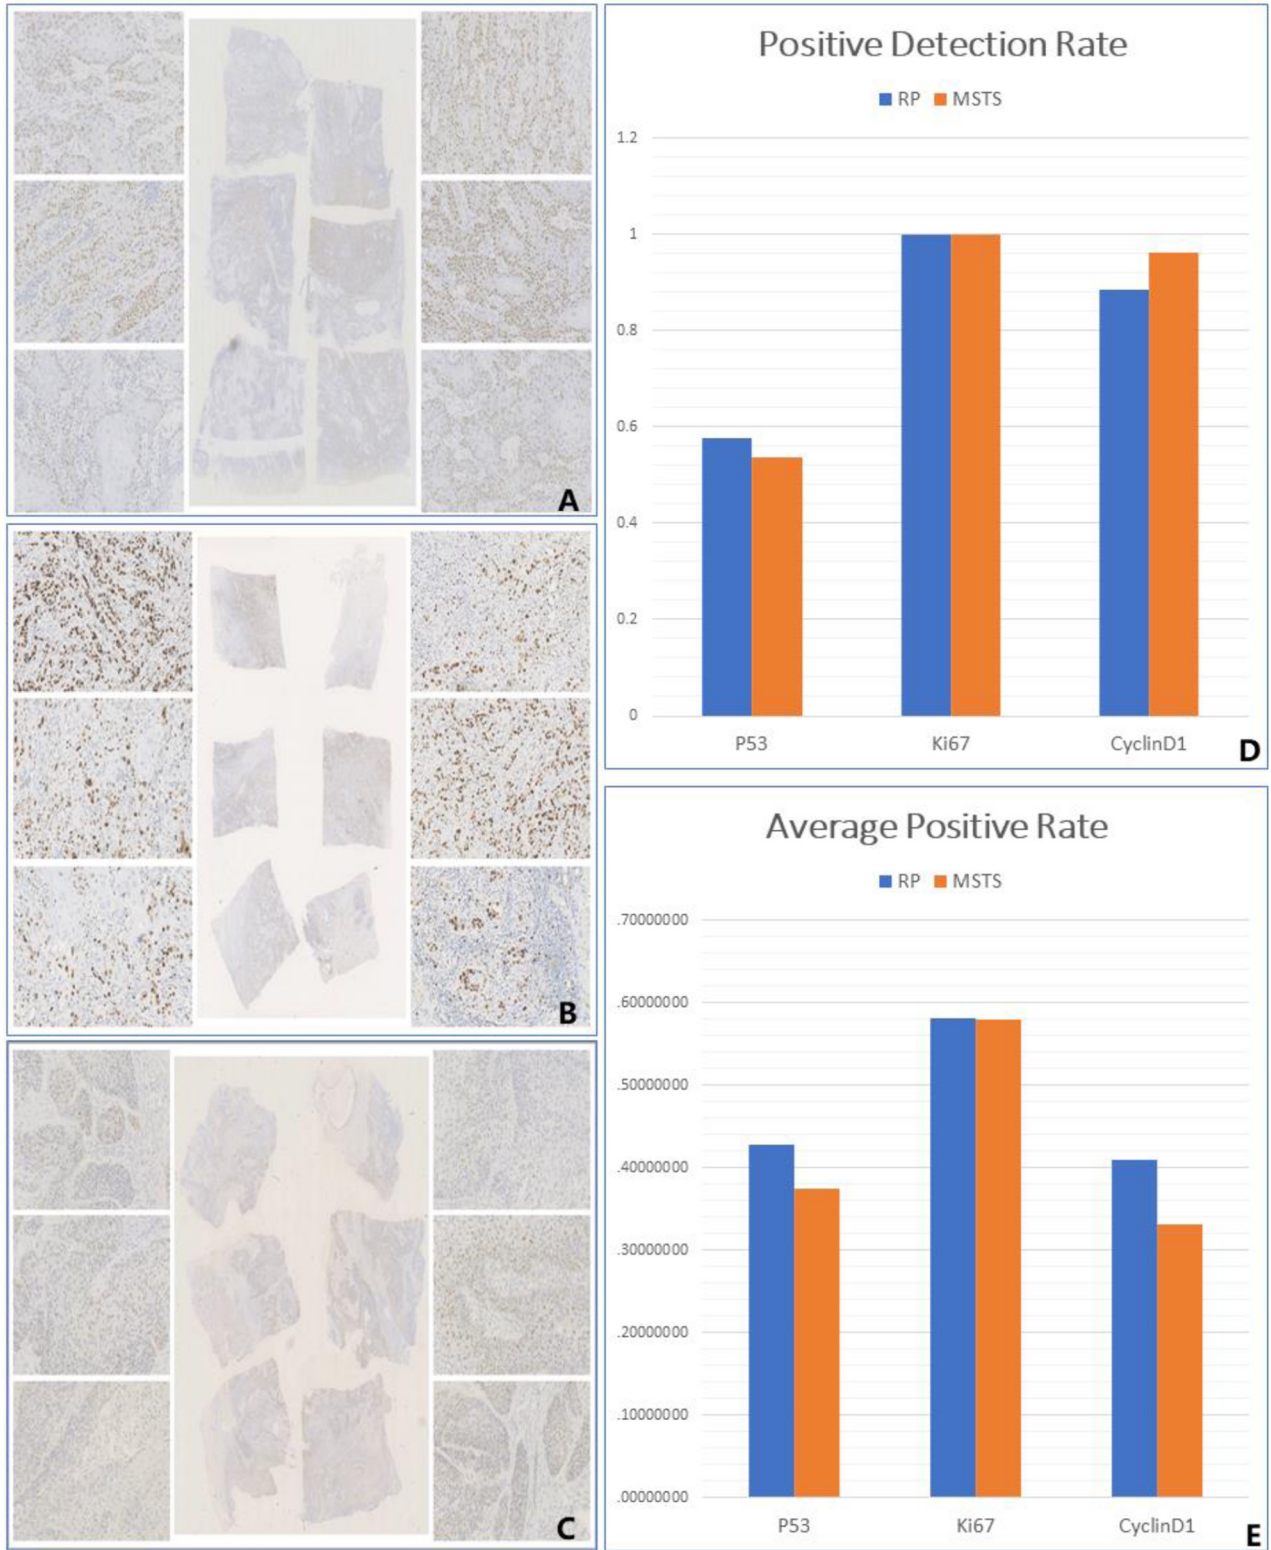 A
B
C
Positive Detection Rate
RP MSTS
1.2
1
0.8
0.6
0.4
0.2
0
P53 Ki67 CyclinD1
D
Average Positive Rate
RP MSTS
.70000000
.60000000
.50000000
.40000000
.30000000
.20000000
.10000000
.00000000
P53 Ki67 CyclinD1
E